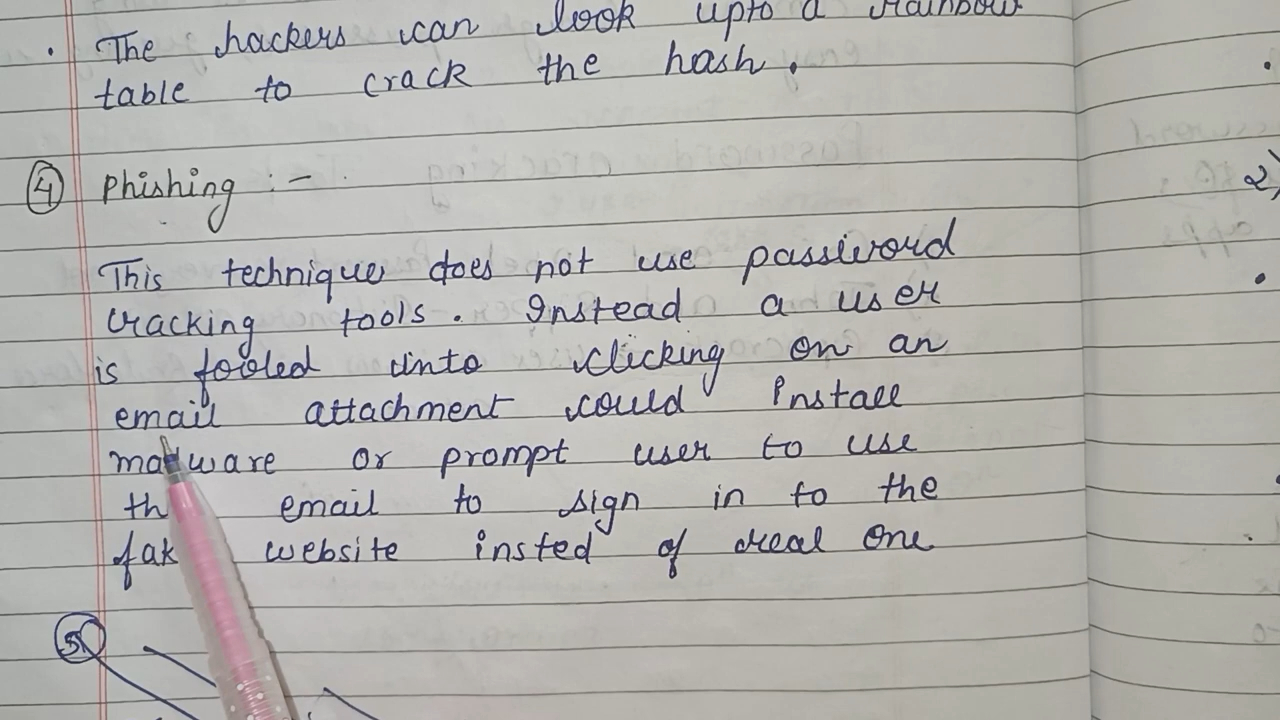 . The hackers can look upto a rainbow
table to crack the hash.
④ Phishing :-
This technique does not use password
cracking tools. Instead a user
is fooled into clicking on an
email attachment could install
malware or prompt user to use
th email to sign in to the
fak website insted of real one
⑤
2)